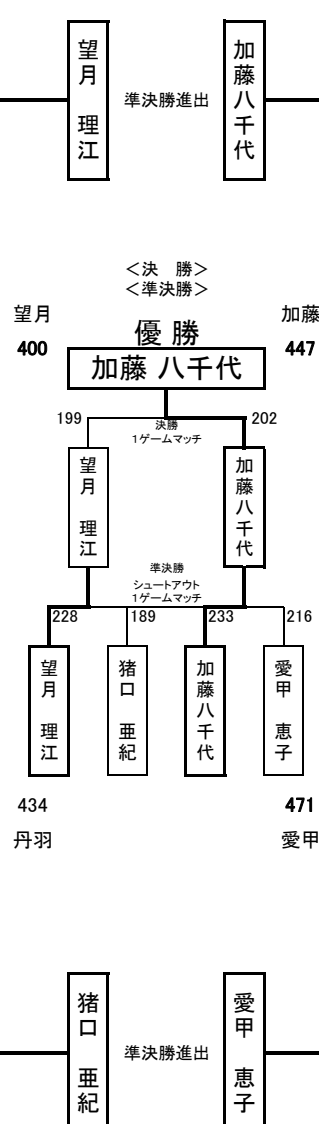 望月 理江
準決勝進出
加藤八千代
<決 勝>
<準決勝>
望月
加藤
400
優 勝
447
加藤 八千代
199
202
決勝
1ゲームマッチ
望月 理江
加藤八千代
準決勝
シュートアウト
1ゲームマッチ
228
189
233
216
望月 理江
猪口 亜紀
加藤八千代
愛甲 恵子
434
471
丹羽
愛甲
猪口 亜紀
準決勝進出
愛甲 恵子